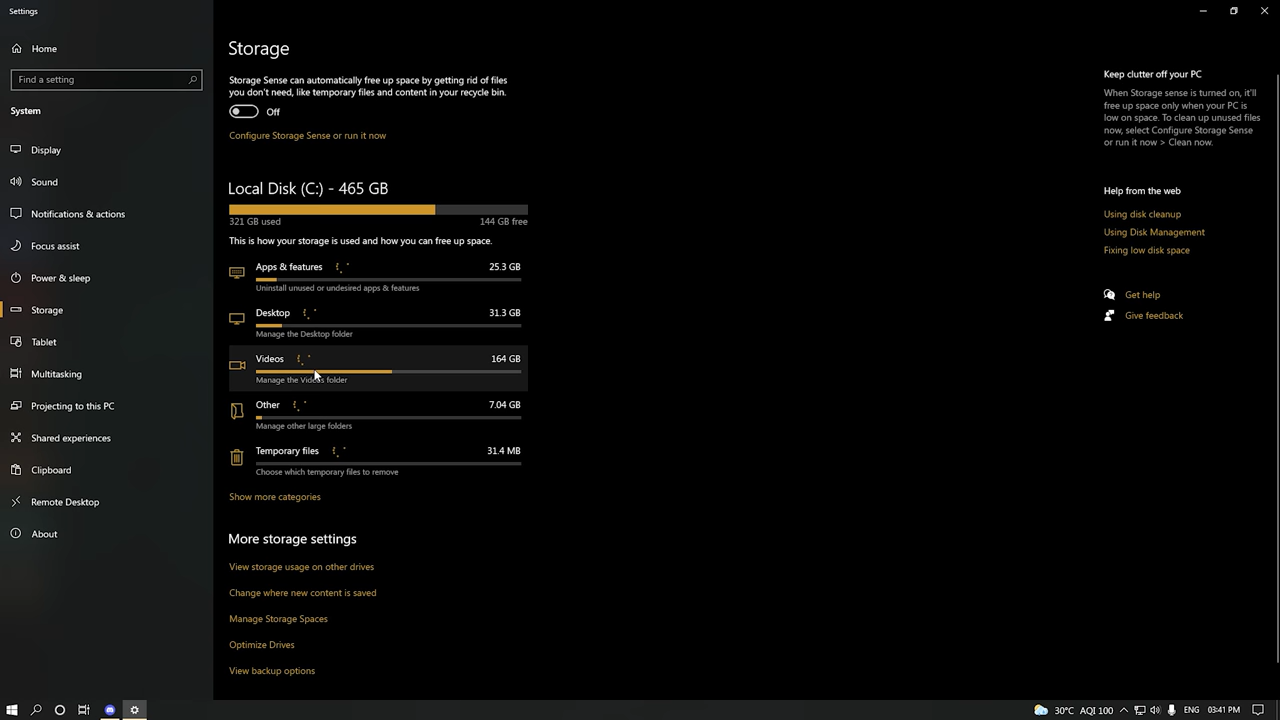 Settings
Home
Find a setting
System
Display
Sound
Notifications & actions
Focus assist
Power & sleep
Storage
Tablet
Multitasking
Projecting to this PC
Shared experiences
Clipboard
Remote Desktop
About
Storage
Storage Sense can automatically free up space by getting rid of files
you don't need, like temporary files and content in your recycle bin.
Off
Configure Storage Sense or run it now
Local Disk (C:) - 465 GB
321 GB used 144 GB free
This is how your storage is used and how you can free up space.
Apps & features 25.3 GB
Uninstall unused or undesired apps & features
Desktop 31.3 GB
Manage the Desktop folder
Videos 164 GB
Manage the Videos folder
Other 7.04 GB
Manage other large folders
Temporary files 31.4 MB
Choose which temporary files to remove
Show more categories
More storage settings
View storage usage on other drives
Change where new content is saved
Manage Storage Spaces
Optimize Drives
View backup options
Keep clutter off your PC
When Storage sense is turned on, it'll
free up space only when your PC is
low on space. To clean up unused files
now, select Configure Storage Sense
or run it now > Clean now.
Help from the web
Using disk cleanup
Using Disk Management
Fixing low disk space
Get help
Give feedback
30°C AQI 100 ENG 03:41 PM